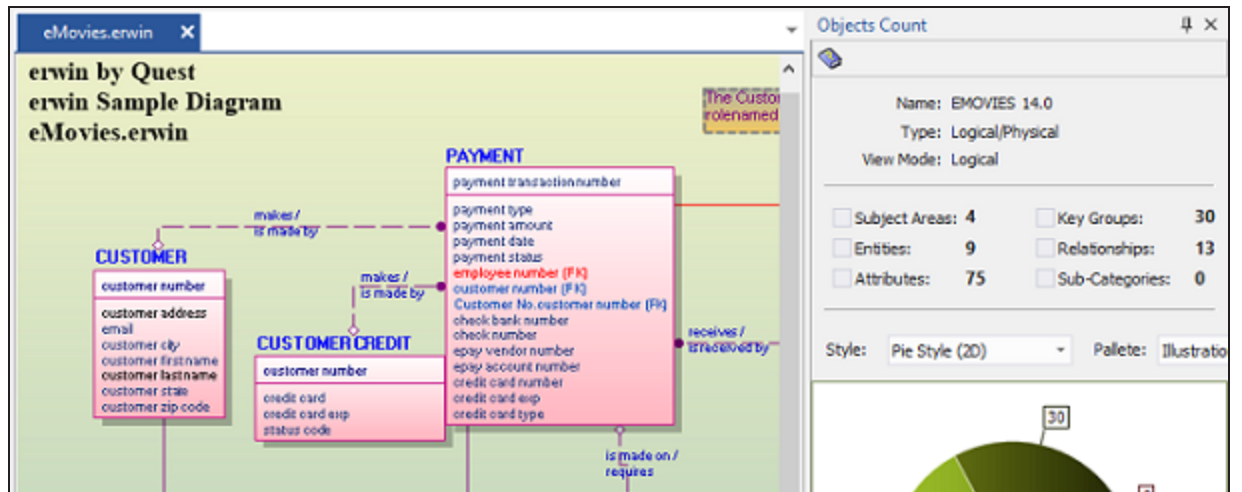 eMovies.erwin
Objects Count
erwin by Quest
erwin Sample Diagram
eMovies.erwin
The Custo
rolenamed
PAYMENT
payment transaction number
payment type
payment amount
payment date
payment status
employee number (FK)
customer number (FK)
Customer No.customer number (FK)
check bank number
check number
epay vendor number
epay account number
credit card number
credit card exp
credit card type
makes /
is made by
CUSTOMER
customer number
customer address
email
customer city
customer firstname
customer lastname
customer state
customer zip code
makes /
is made by
CUSTOMER CREDIT
customer number
credit card
credit card exp
status code
receives /
is received by
is made on /
requires
Name: EMOVIES 14.0
Type: Logical/Physical
View Mode: Logical
Subject Areas: 4 Key Groups: 30
Entities: 9 Relationships: 13
Attributes: 75 Sub-Categories: 0
Style: Pie Style (2D) Pallete: Illustratio
30